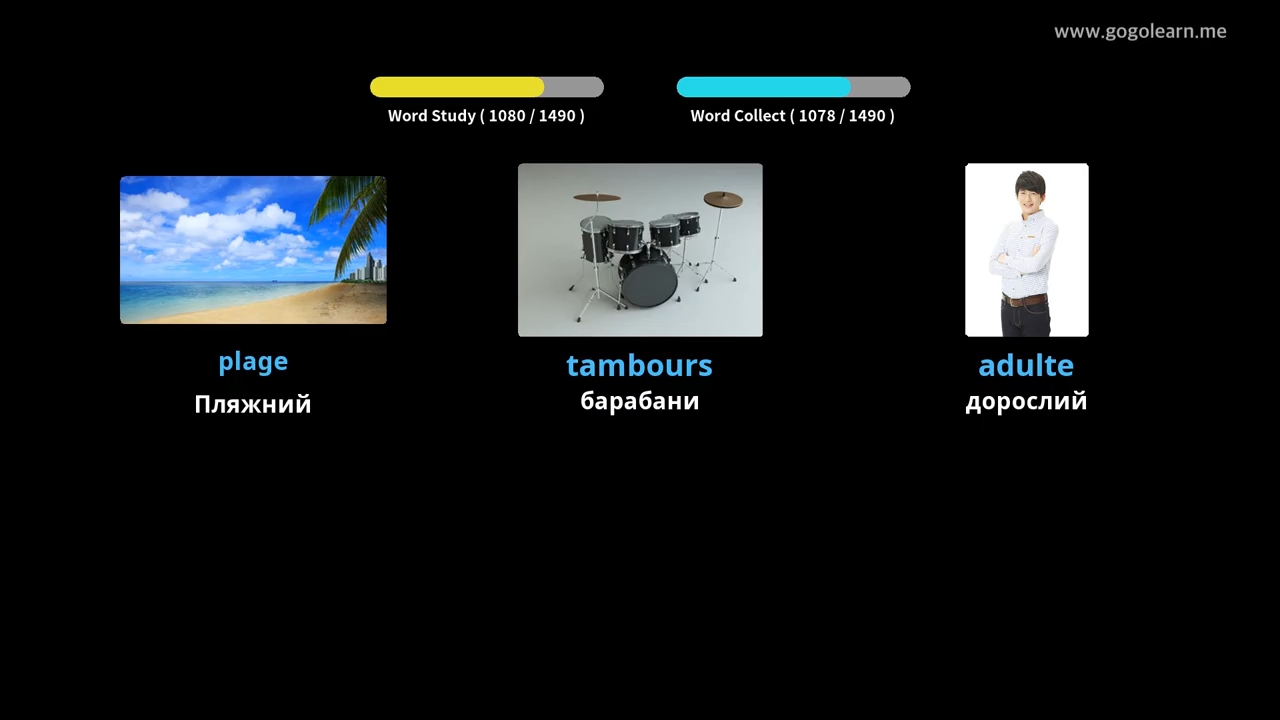 www.gogolearn.me
Word Study ( 1080 / 1490 )
Word Collect ( 1078 / 1490 )
plage
Пляжний
tambours
барабани
adulte
дорослий